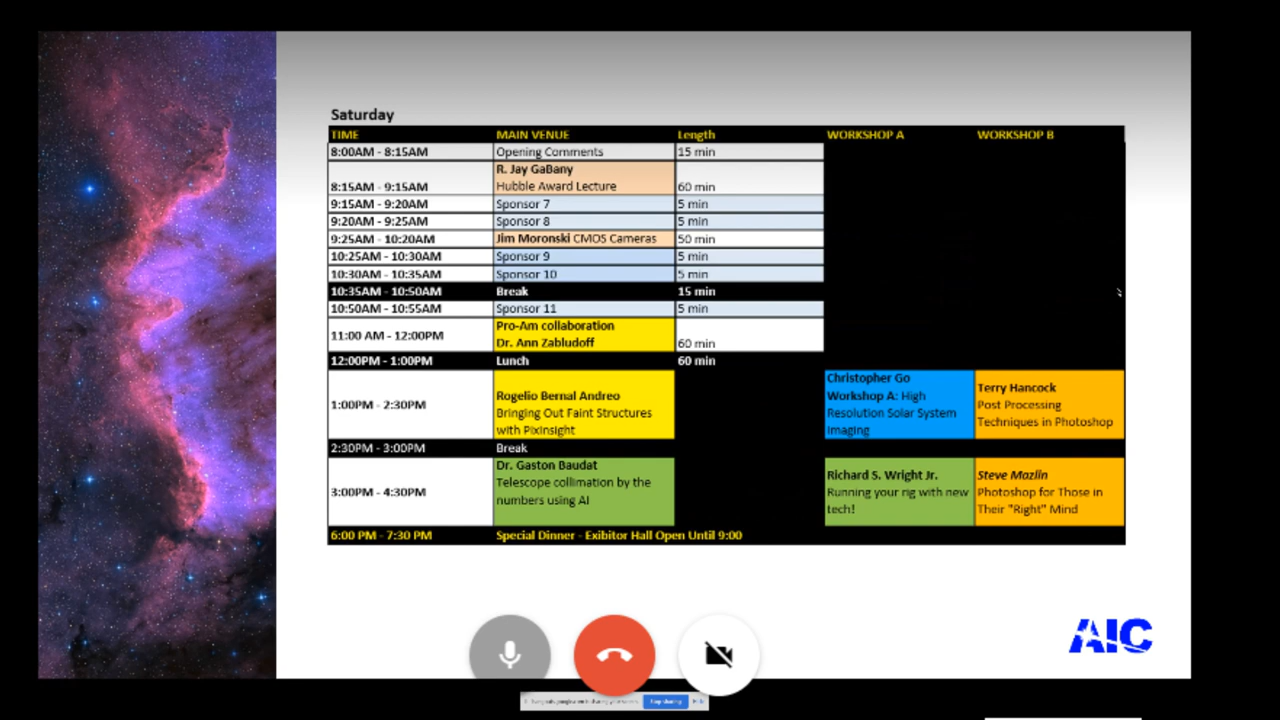 Saturday
TIME MAIN VENUE Length WORKSHOP A WORKSHOP B
8:00AM - 8:15AM Opening Comments 15 min
R. Jay GaBany
8:15AM - 9:15AM Hubble Award Lecture 60 min
9:15AM - 9:20AM Sponsor 7 5 min
9:20AM - 9:25AM Sponsor 8 5 min
9:25AM - 10:20AM Jim Moronski CMOS Cameras 50 min
10:25AM - 10:30AM Sponsor 9 5 min
10:30AM - 10:35AM Sponsor 10 5 min
10:35AM - 10:50AM Break 15 min
10:50AM - 10:55AM Sponsor 11 5 min
11:00 AM - 12:00PM Pro-Am collaboration
Dr. Ann Zabludoff 60 min
12:00PM - 1:00PM Lunch 60 min
1:00PM - 2:30PM
Rogelio Bernal Andreo
Bringing Out Faint Structures
with PixInsight
Christopher Go
Workshop A: High
Resolution Solar System
Imaging
Terry Hancock
Post Processing
Techniques in Photoshop
2:30PM - 3:00PM Break
3:00PM - 4:30PM
Dr. Gaston Baudat
Telescope collimation by the
numbers using AI
Richard S. Wright Jr.
Running your rig with new
tech!
Steve Mazlin
Photoshop for Those in
Their "Right" Mind
6:00 PM - 7:30 PM Special Dinner - Exibitor Hall Open Until 9:00
AIC
Stop sharing